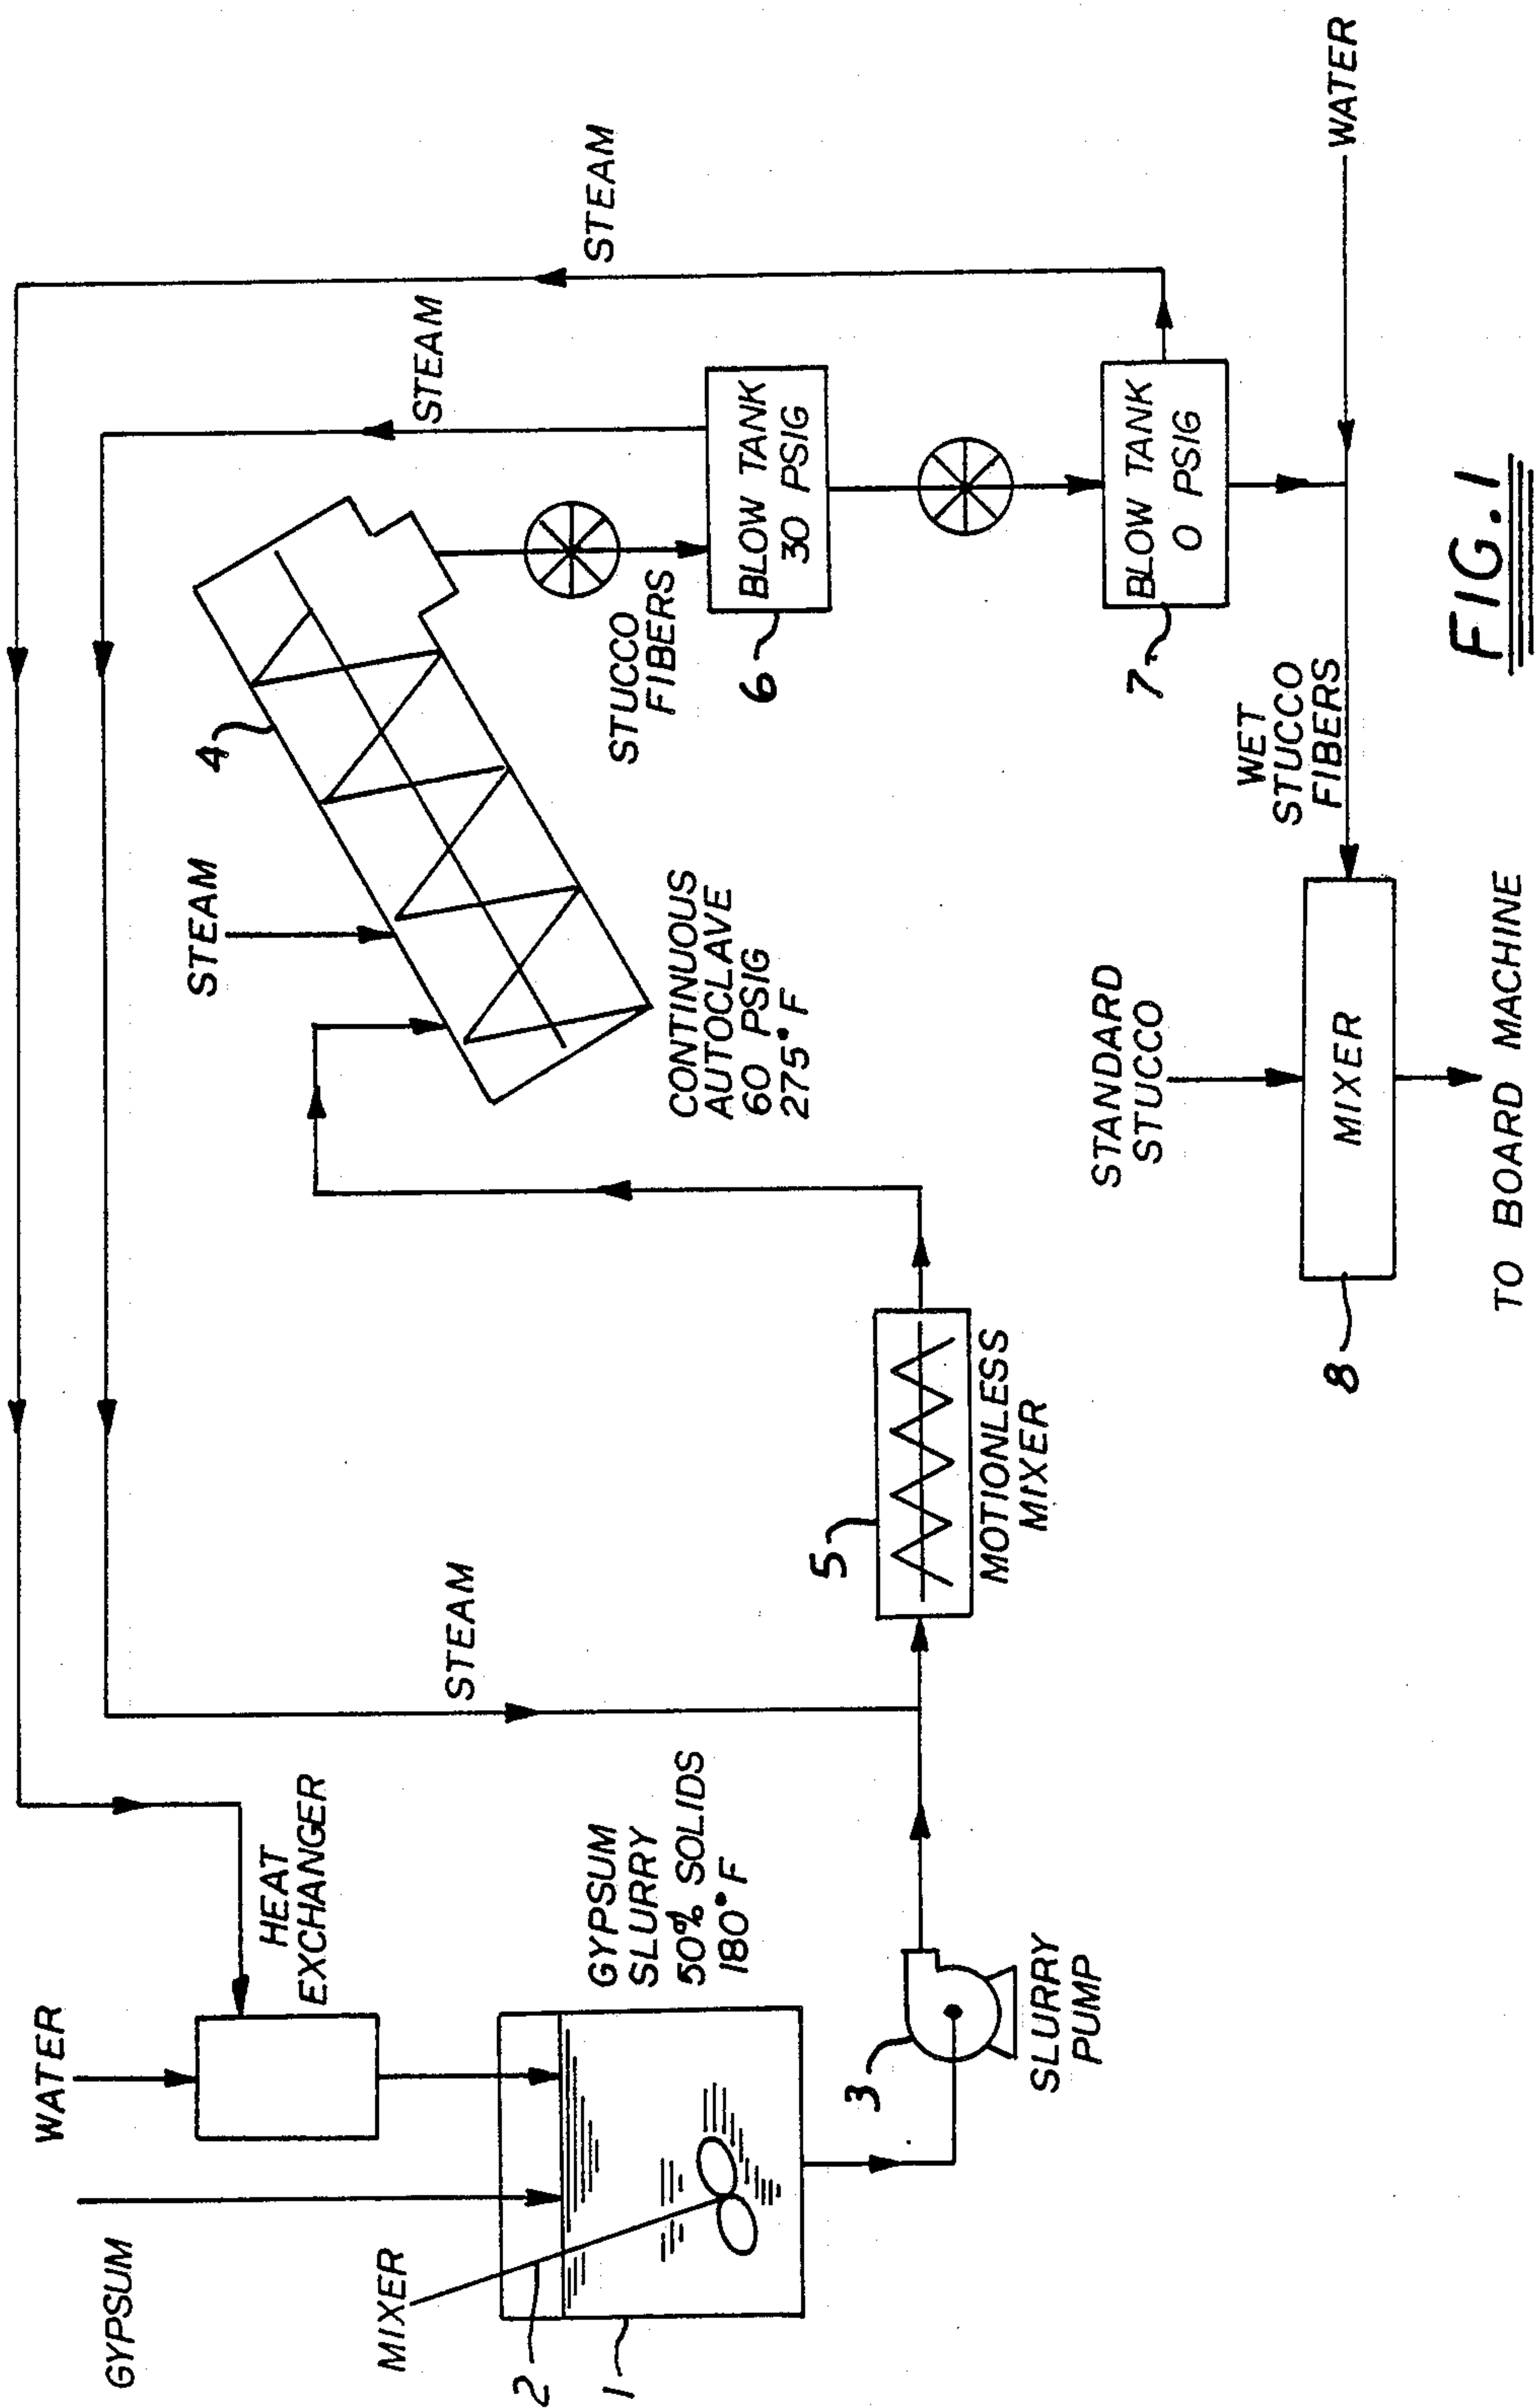 WATER
GYPSUM
HEAT
EXCHANGER
MIXER
2
1
GYPSUM
SLURRY
50% SOLIDS
180°F
3
SLURRY
PUMP
STEAM
5
MOTIONLESS
MIXER
STEAM
4
CONTINUOUS
AUTOCLAVE
60 PSIG
275°F
STUCCO
FIBERS
STEAM
STEAM
BLOW TANK
30 PSIG
6
BLOW TANK
0 PSIG
7
WATER
WET
STUCCO
FIBERS
STANDARD
STUCCO
MIXER
8
TO BOARD MACHINE
FIG. 1